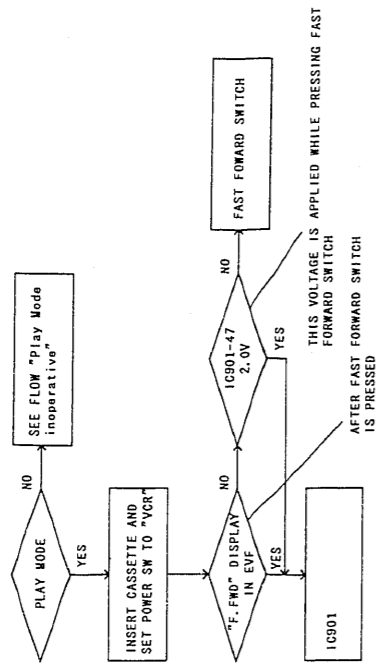 PLAY MODE
NO
SEE FLOW "Play Mode
inoperative"
YES
INSERT CASSETTE AND
SET POWER SW TO "VCR"
"F.FWD" DISPLAY
IN EVF
NO
IC901-47
2.0V
NO
FAST FOWARD SWITCH
YES
YES
THIS VOLTAGE IS APPLIED WHILE PRESSING FAST
FORWARD SWITCH
AFTER FAST FORWARD SWITCH
IS PRESSED
IC901